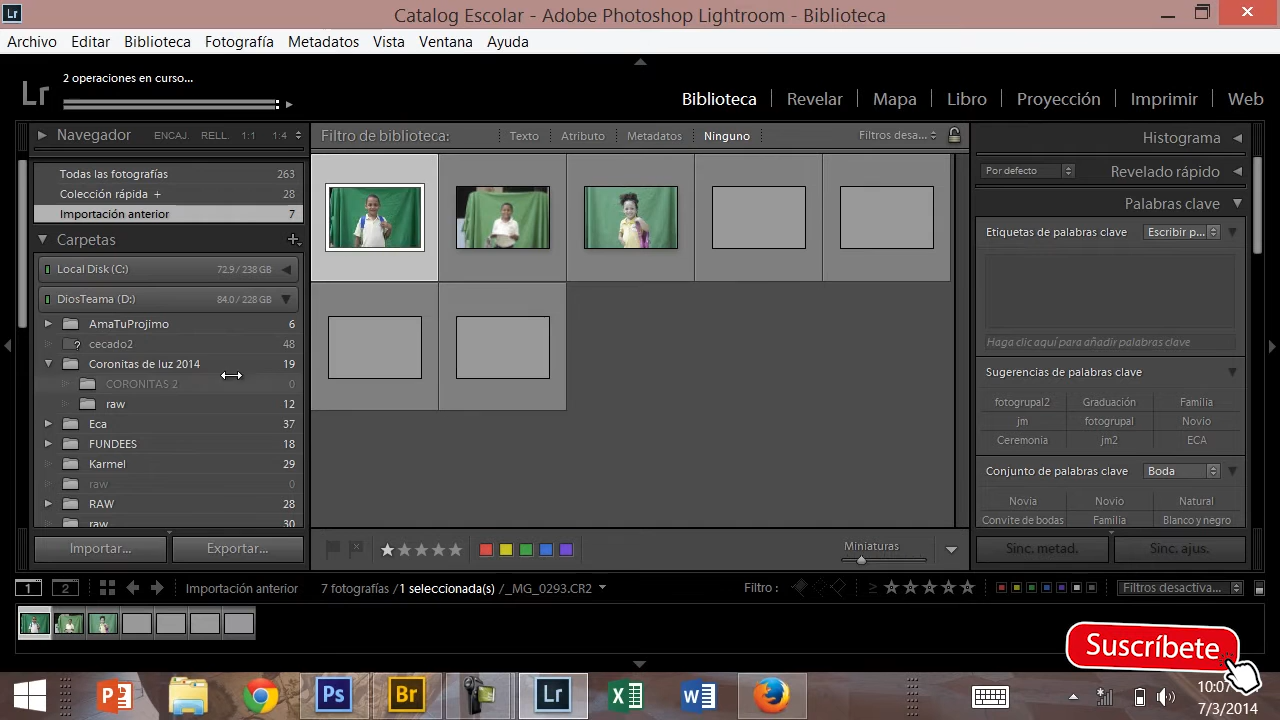 Lr Catalog Escolar - Adobe Photoshop Lightroom - Biblioteca
Archivo Editar Biblioteca Fotografía Metadatos Vista Ventana Ayuda
2 operaciones en curso...
Lr
Biblioteca | Revelar | Mapa | Libro | Proyección | Imprimir | Web
Navegador ENCAJ. RELL. 1:1 1:4
Filtro de biblioteca: Texto Atributo Metadatos Ninguno Filtros desa...
Histograma
Todas las fotografías 263
Colección rápida + 28
Importación anterior 7
Por defecto Revelado rápido
Palabras clave
Carpetas
Etiquetas de palabras clave Escribir p...
Local Disk (C:) 72.9 / 238 GB
DiosTeama (D:) 84.0 / 228 GB
AmaTuProjimo 6
cecado2 48
Coronitas de luz 2014 19
CORONITAS 2 0
raw 12
Eca 37
FUNDEES 18
Karmel 29
raw 0
RAW 28
raw 30
Haga clic aquí para añadir palabras clave
Sugerencias de palabras clave
fotogrupal2 Graduación Familia
jm fotogrupal Novio
Ceremonia jm2 ECA
Conjunto de palabras clave Boda
Novia Novio Natural
Convite de bodas Familia Blanco y negro
Importar... Exportar...
Miniaturas
Sinc. metad. Sinc. ajus.
1 2 Importación anterior 7 fotografías / 1 seleccionada(s) / _MG_0293.CR2 Filtro : ≥ Filtros desactiva...
Suscríbete
Ps Br Lr
10:07
7/3/2014